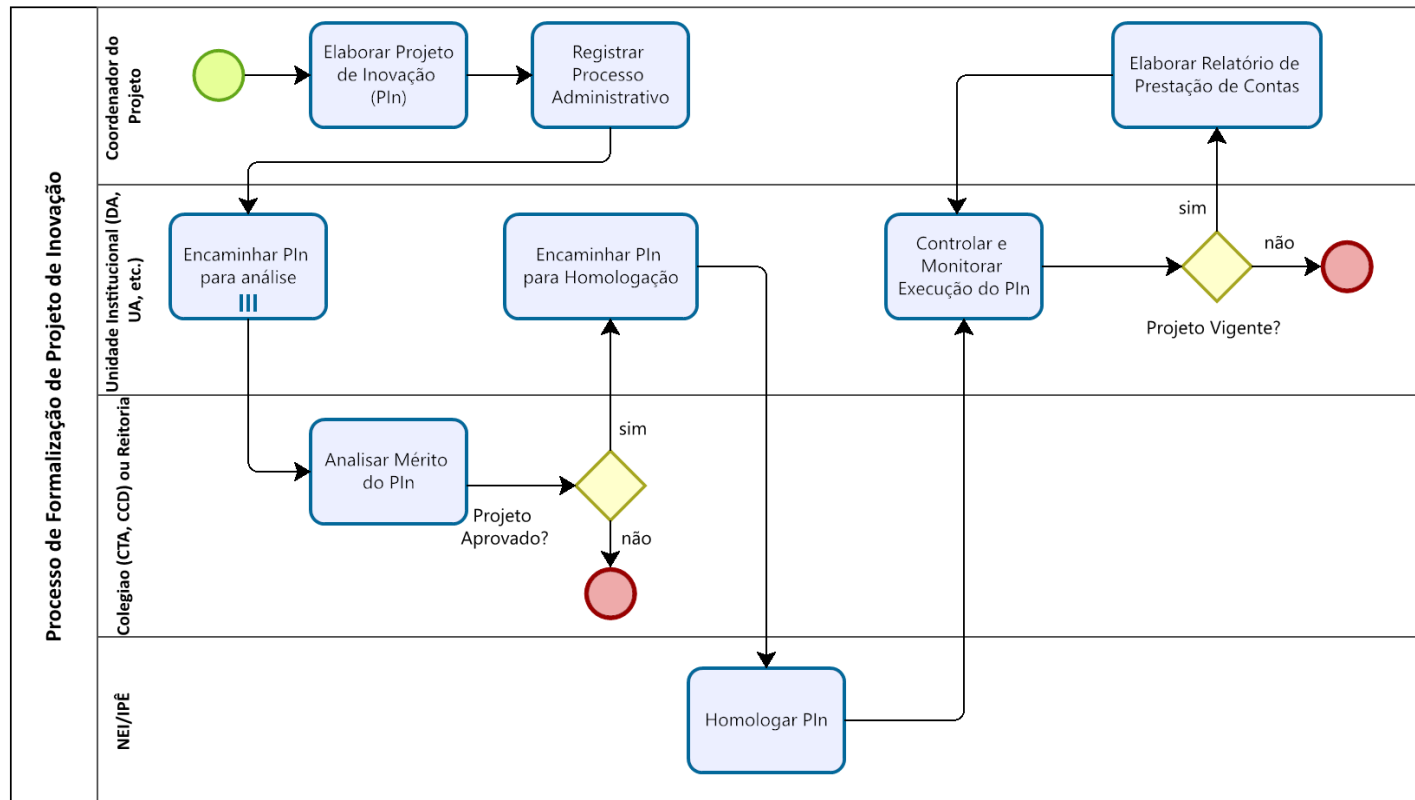 Processo de Formalização de Projeto de Inovação
Coordenador do
Projeto
Elaborar Projeto
de Inovação
(PIn)
Registrar
Processo
Administrativo
Elaborar Relatório de
Prestação de Contas
Unidade Institucional (DA,
UA, etc.)
Encaminhar PIn
para análise
Encaminhar PIn
para Homologação
Controlar e
Monitorar
Execução do PIn
sim
não
Projeto Vigente?
Colegiao (CTA, CCD) ou Reitoria
Analisar Mérito
do PIn
Projeto
Aprovado?
sim
não
NEI/IPÊ
Homologar PIn